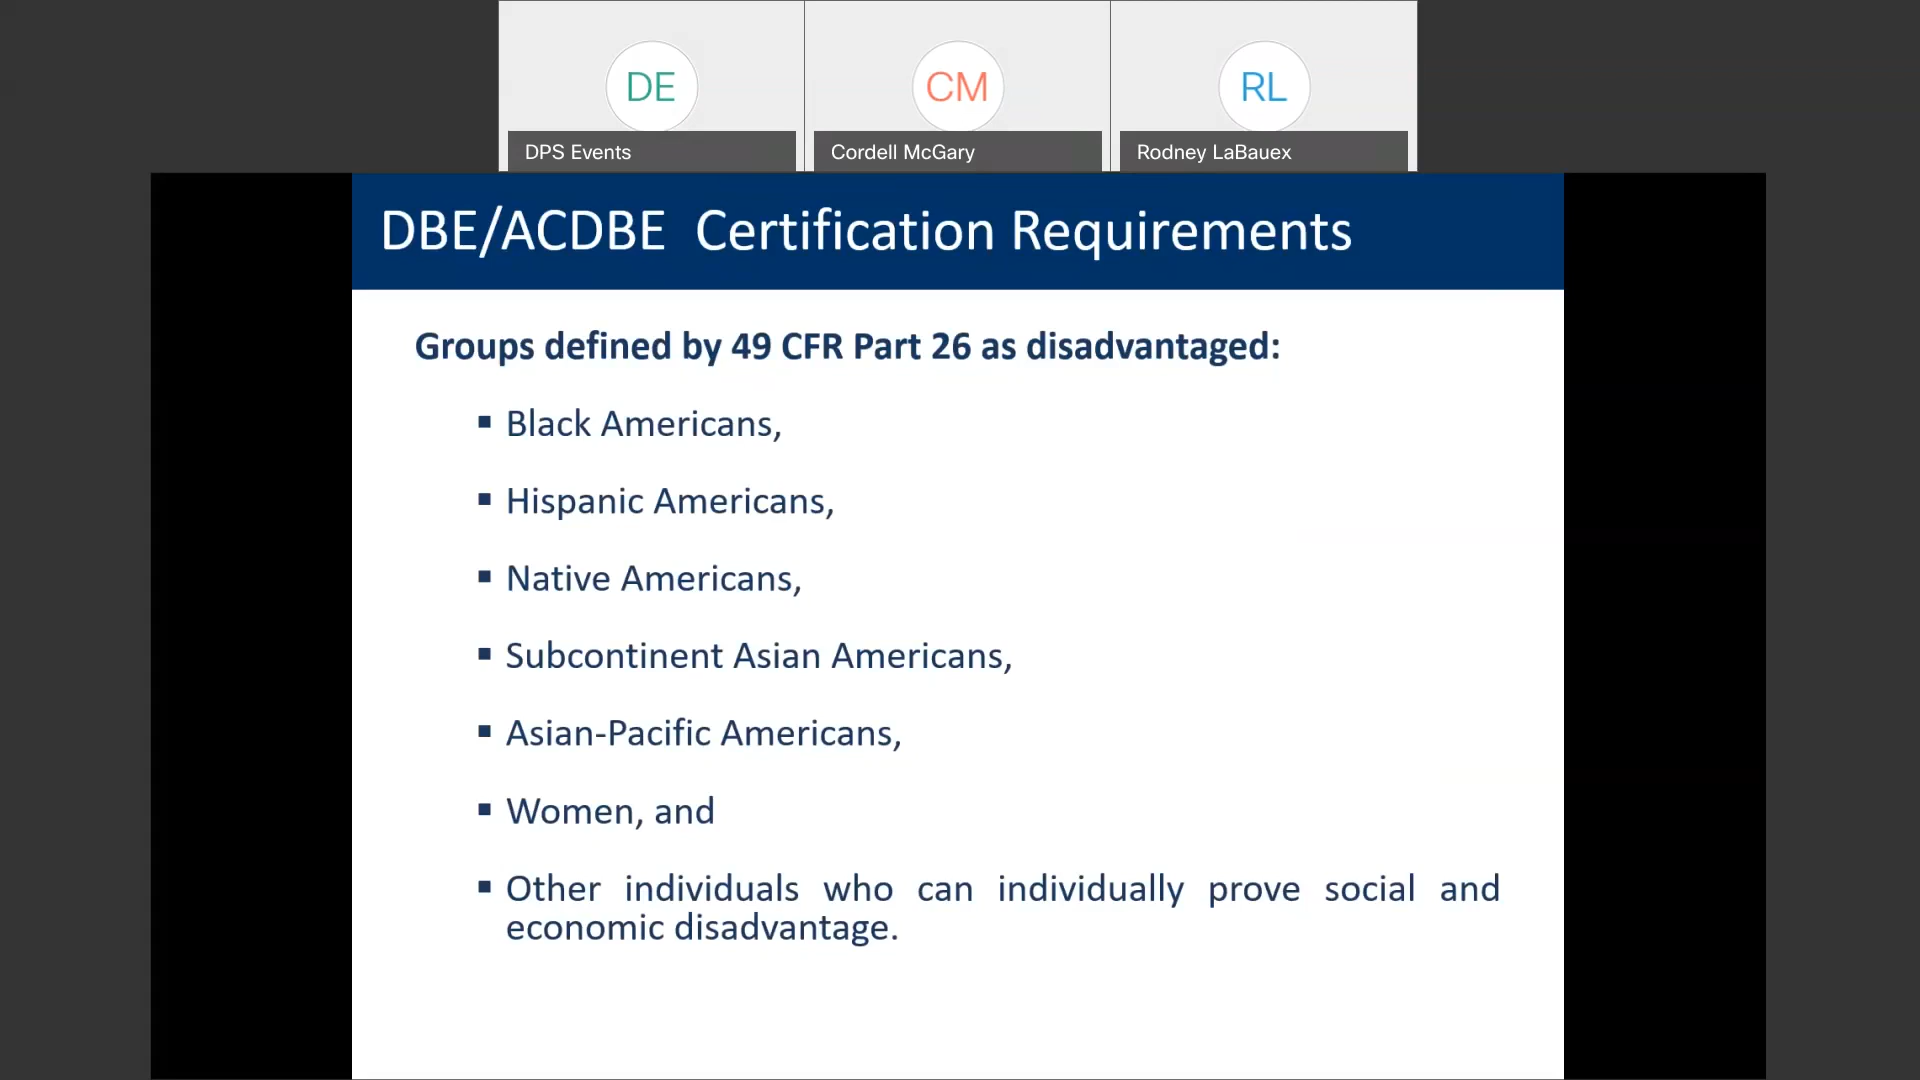 DE
CM
RL
DPS Events
Cordell McGary
Rodney LaBauex
DBE/ACDBE Certification Requirements
Groups defined by 49 CFR Part 26 as disadvantaged:
▪ Black Americans,
▪ Hispanic Americans,
▪ Native Americans,
▪ Subcontinent Asian Americans,
▪ Asian-Pacific Americans,
▪ Women, and
▪ Other individuals who can individually prove social and
economic disadvantage.